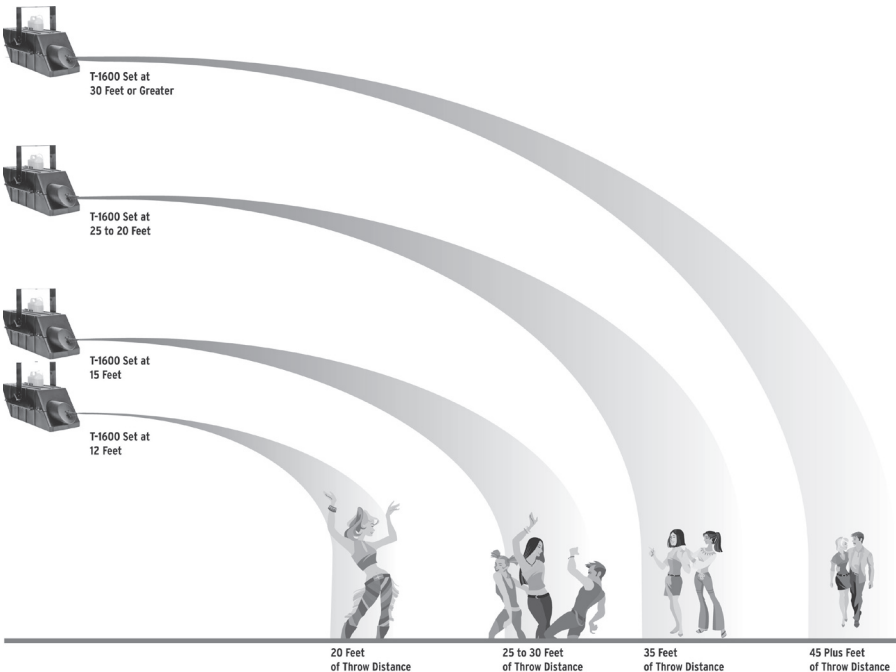 T-1600 Set at
30 Feet or Greater
T-1600 Set at
25 to 20 Feet
T-1600 Set at
15 Feet
T-1600 Set at
12 Feet
20 Feet
of Throw Distance
25 to 30 Feet
of Throw Distance
35 Feet
of Throw Distance
45 Plus Feet
of Throw Distance